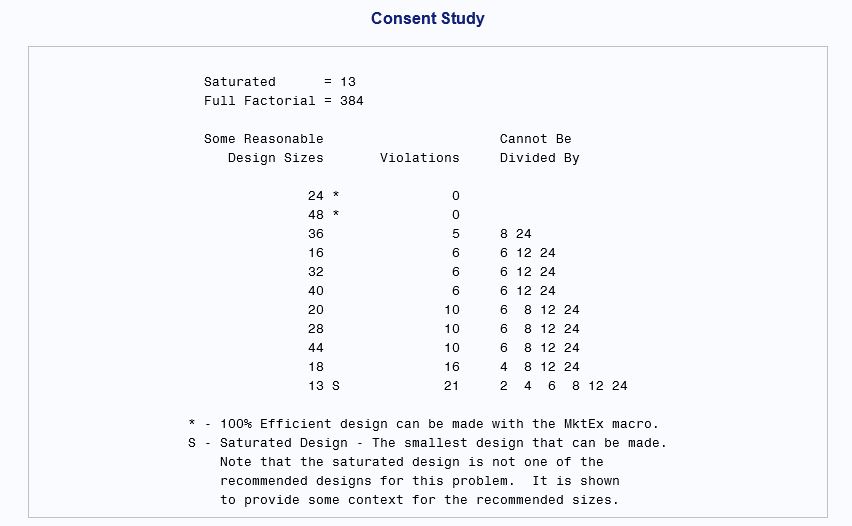 Consent Study
Saturated      = 13
Full Factorial = 384
Some Reasonable                      Cannot Be
Design Sizes       Violations     Divided By
24 *              0
48 *              0
36                5     8 24
16                6     6 12 24
32                6     6 12 24
40                6     6 12 24
20               10     6  8 12 24
28               10     6  8 12 24
44               10     6  8 12 24
18               16     4  8 12 24
13 S             21     2  4  6  8 12 24
* - 100% Efficient design can be made with the MktEx macro.
S - Saturated Design - The smallest design that can be made.
Note that the saturated design is not one of the
recommended designs for this problem.  It is shown
to provide some context for the recommended sizes.